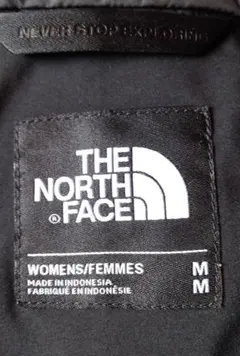 NEVER STOP EXPLORING
THE
NORTH
FACE
®
WOMENS/FEMMES M
MADE IN INDONESIA M
FABRIQUÉ EN INDONÉSIE